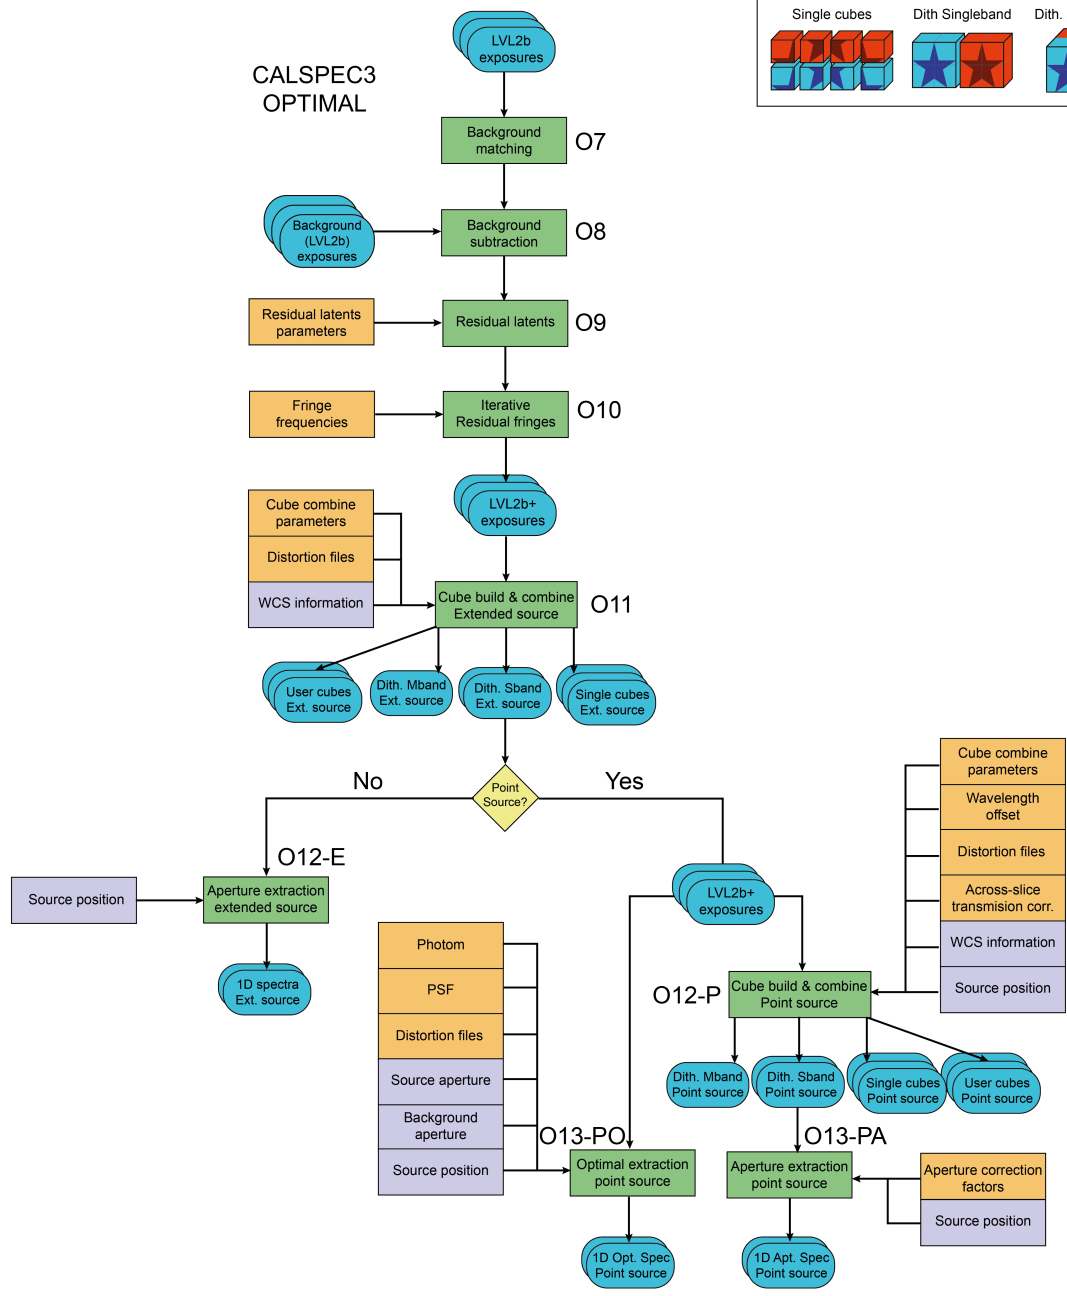 Single cubes
Dith Singleband
Dith.
LVL2b
exposures
CALSPEC3
OPTIMAL
Background
matching
O7
Background
(LVL2b)
exposures
Background
subtraction
O8
Residual latents
parameters
Residual latents
O9
Fringe
frequencies
Iterative
Residual fringes
O10
LVL2b+
exposures
Cube combine
parameters
Distortion files
WCS information
Cube build & combine
Extended source
O11
User cubes
Ext. source
Dith. Mband
Ext. source
Dith. Sband
Ext. source
Single cubes
Ext. source
No
Point
Source?
Yes
Cube combine
parameters
Wavelength
offset
Distortion files
Across-slice
transmision corr.
WCS information
Source position
O12-E
Source position
Aperture extraction
extended source
1D spectra
Ext. source
LVL2b+
exposures
O12-P
Cube build & combine
Point source
Dith. Mband
Point source
Dith. Sband
Point source
Single cubes
Point source
User cubes
Point source
Photom
PSF
Distortion files
Source aperture
Background
aperture
Source position
O13-PO
Optimal extraction
point source
O13-PA
Aperture extraction
point source
Aperture correction
factors
Source position
1D Opt. Spec
Point source
1D Apt. Spec
Point source